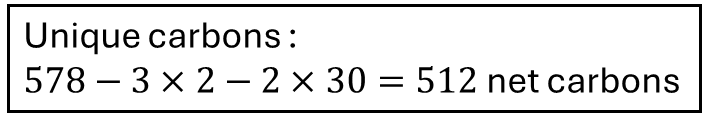 Unique carbons :
578 − 3 × 2 − 2 × 30 = 512 net carbons